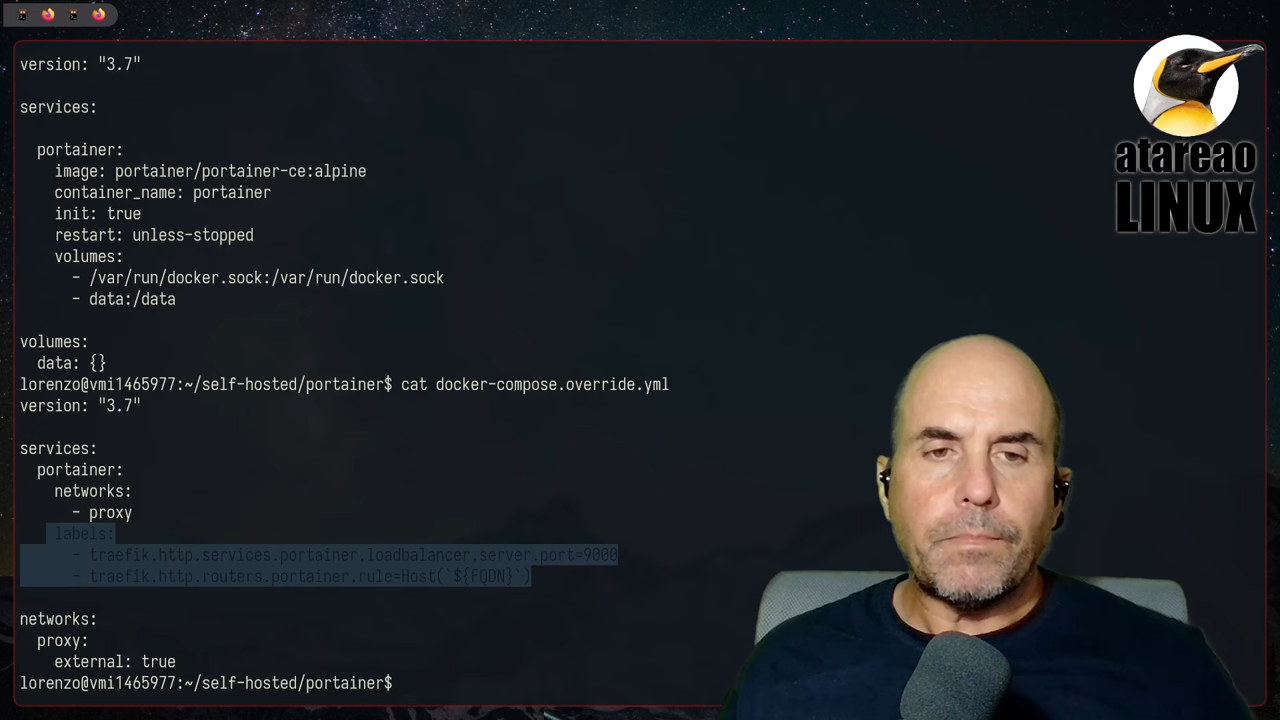 version: "3.7"
services:
portainer:
image: portainer/portainer-ce:alpine
container_name: portainer
init: true
restart: unless-stopped
volumes:
- /var/run/docker.sock:/var/run/docker.sock
- data:/data
volumes:
data: {}
lorenzo@vmi1465977:~/self-hosted/portainer$ cat docker-compose.override.yml
version: "3.7"
services:
portainer:
networks:
- proxy
labels:
- traefik.http.services.portainer.loadbalancer.server.port=9000
- traefik.http.routers.portainer.rule=Host(`${FQDN}`)
networks:
proxy:
external: true
lorenzo@vmi1465977:~/self-hosted/portainer$
atareao
LINUX